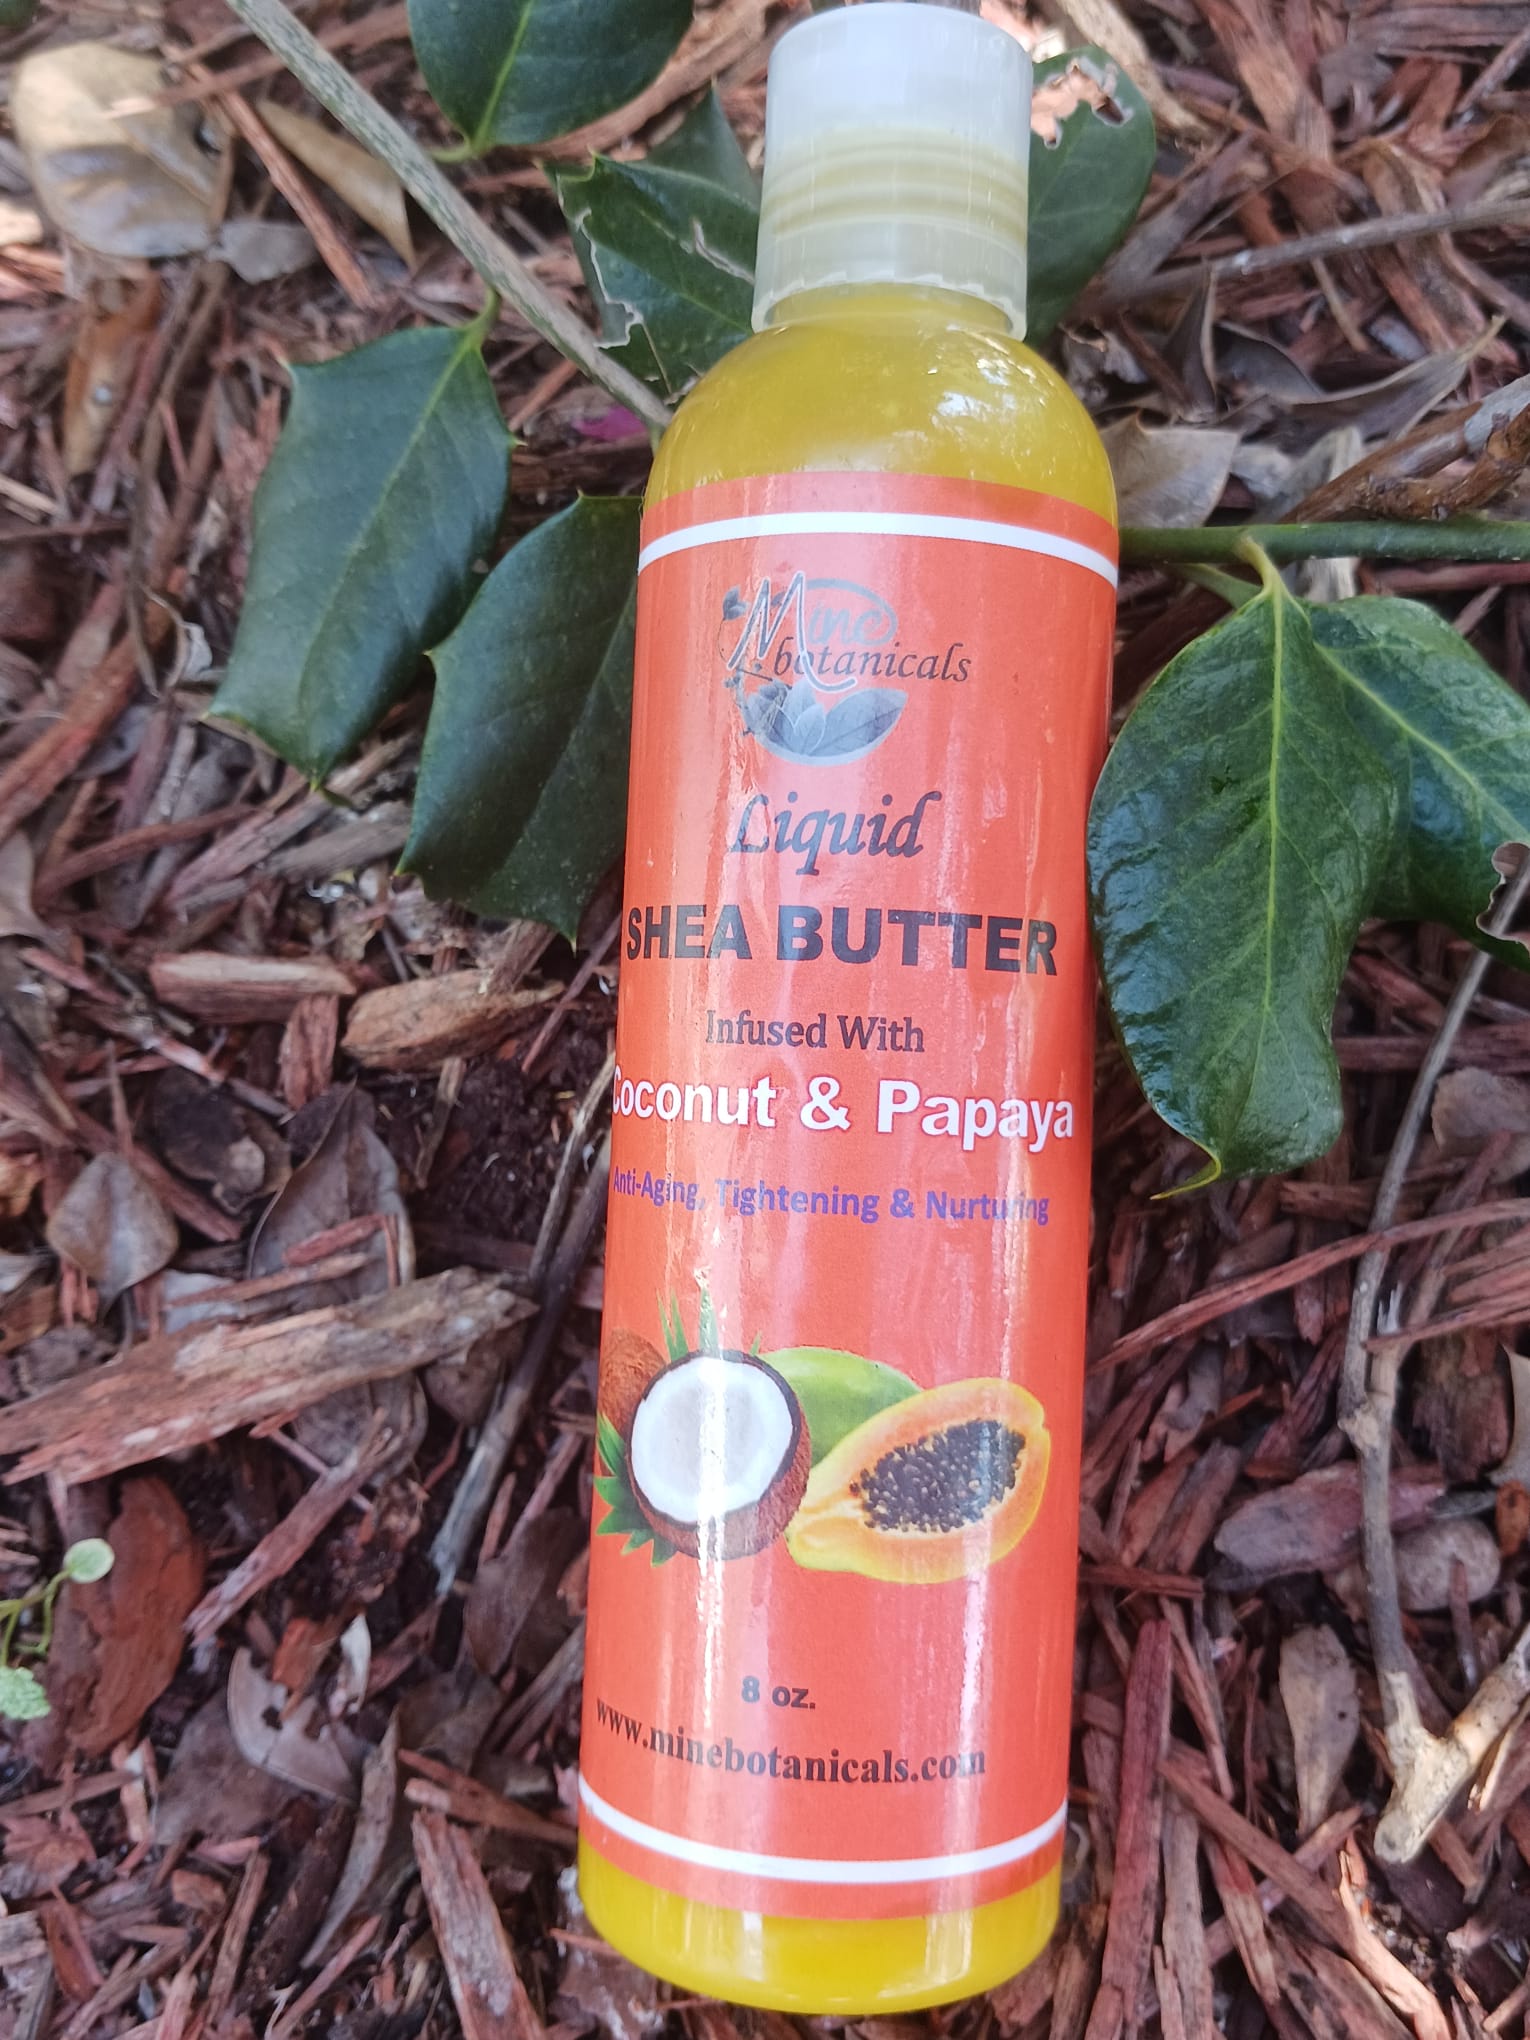 Mine
botanicals
Liquid
SHEA BUTTER
Infused With
Coconut & Papaya
Anti-Aging, Tightening & Nurturing
8 oz.
www.minebotanicals.com